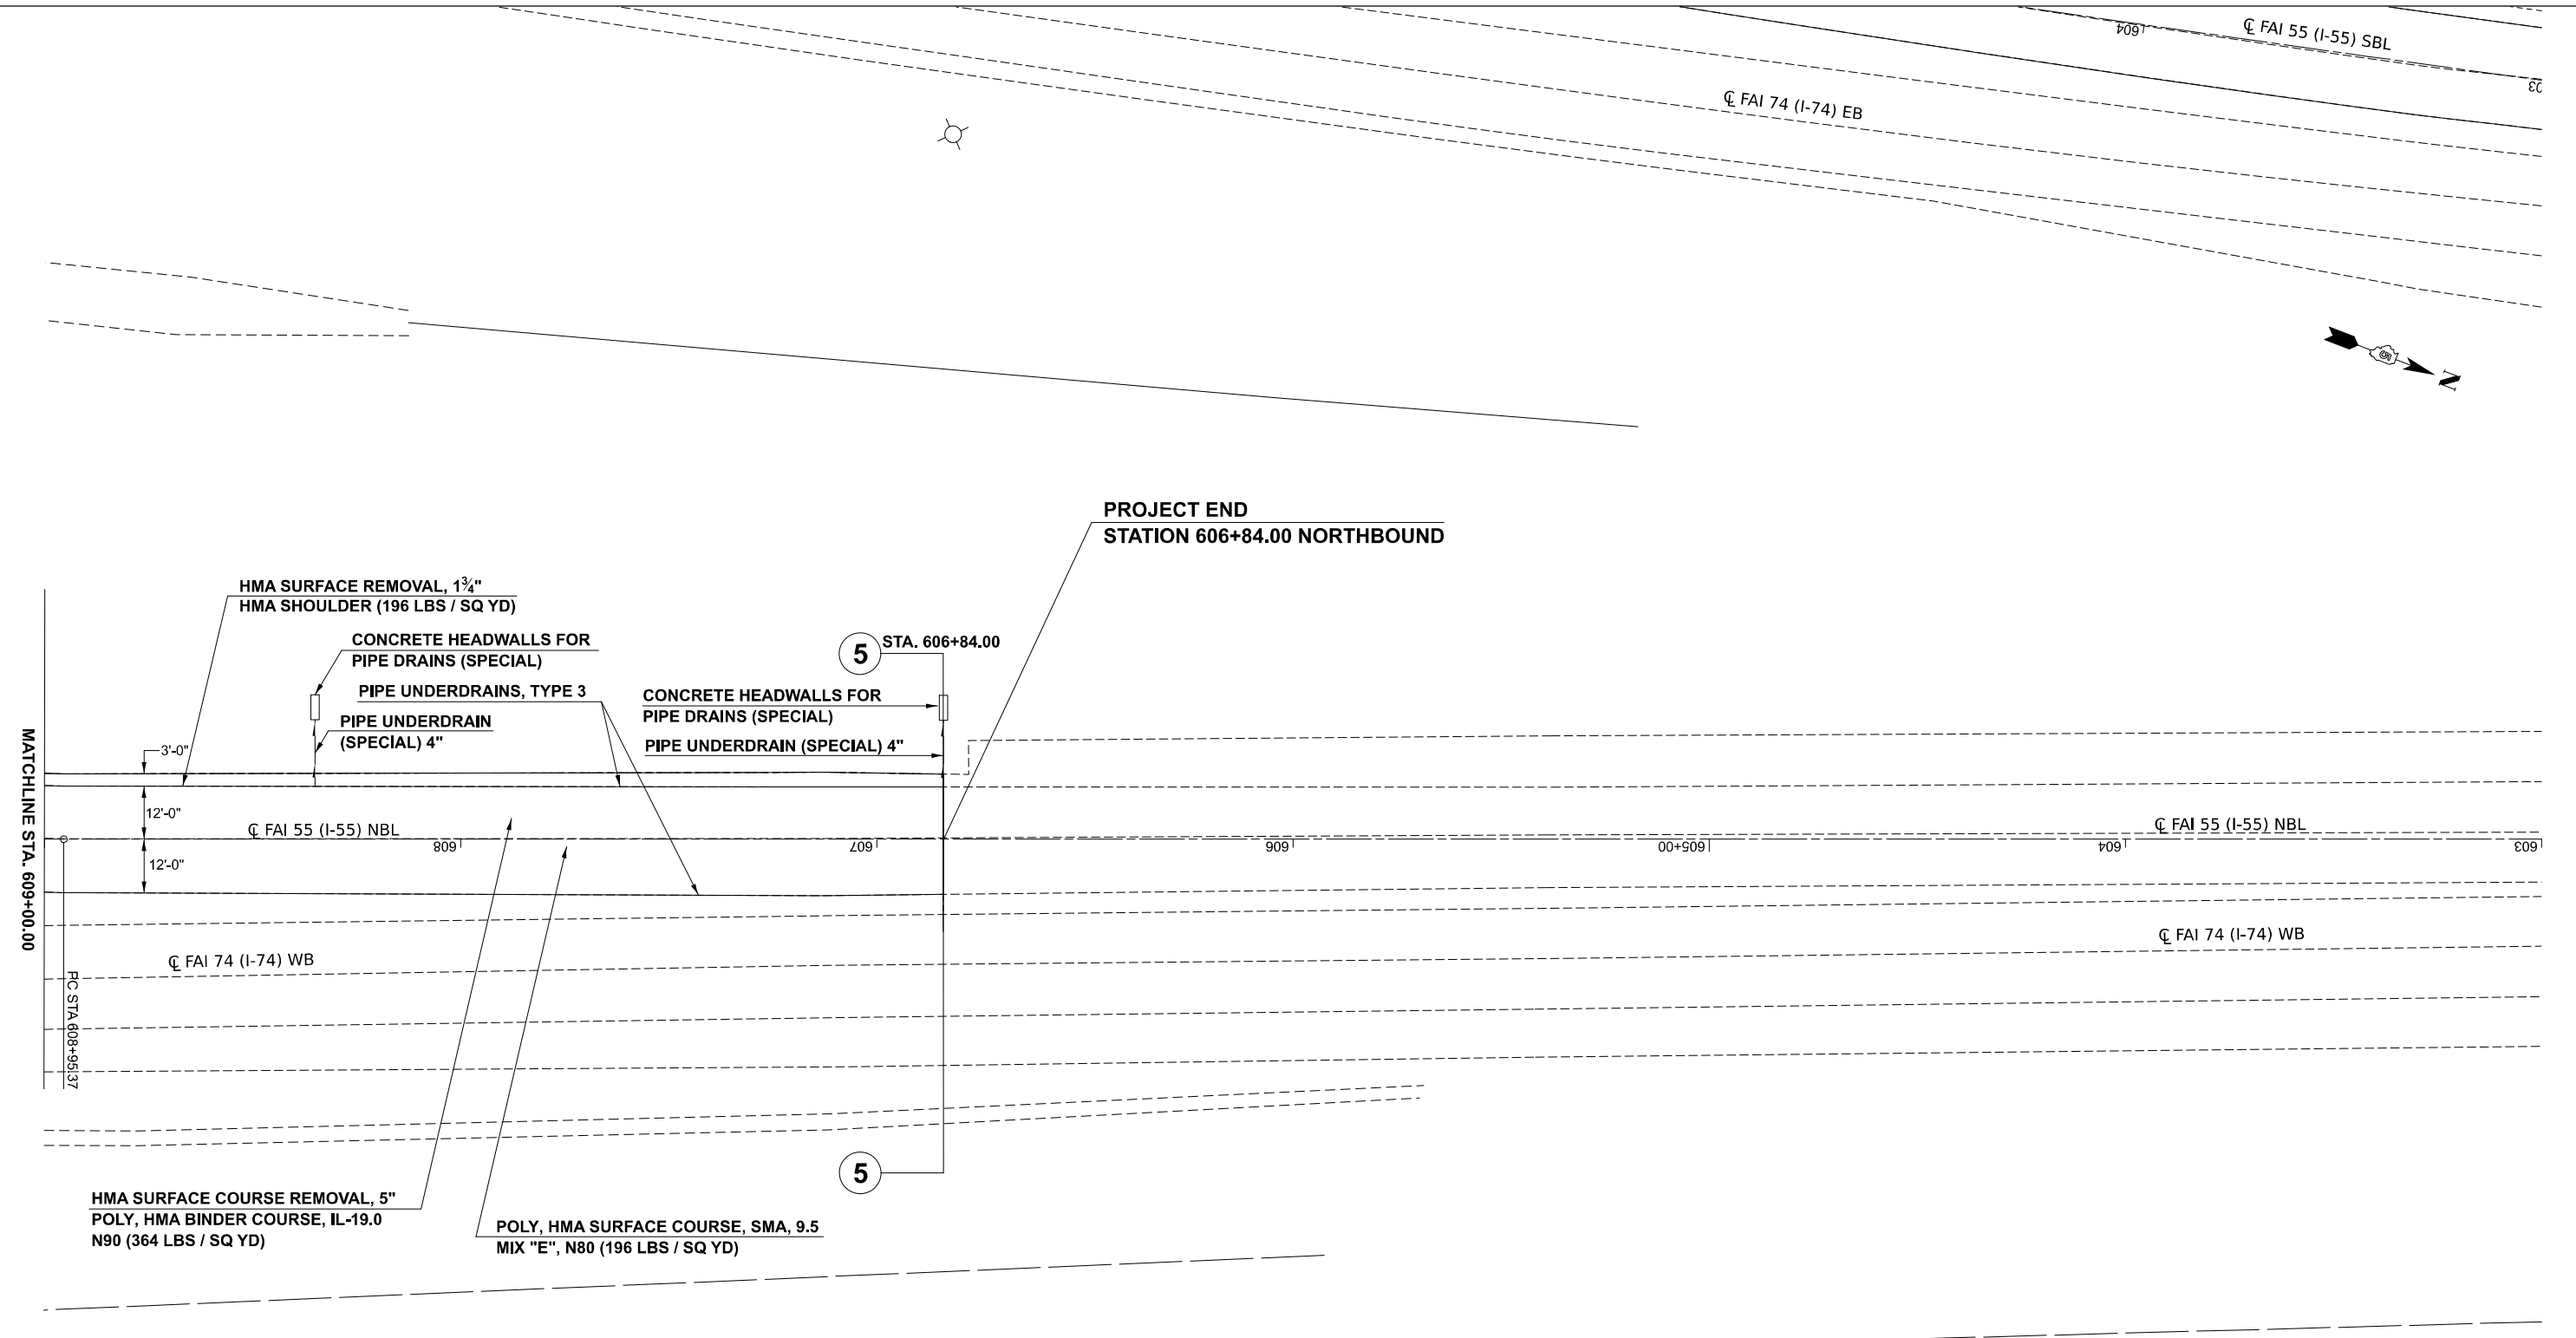 ℄ FAI 55 (I-55) SBL
604
03
℄ FAI 74 (I-74) EB
5
N
PROJECT END
STATION 606+84.00 NORTHBOUND
HMA SURFACE REMOVAL, 1¾"
HMA SHOULDER (196 LBS / SQ YD)
CONCRETE HEADWALLS FOR
PIPE DRAINS (SPECIAL)
PIPE UNDERDRAINS, TYPE 3
PIPE UNDERDRAIN
(SPECIAL) 4"
5
STA. 606+84.00
CONCRETE HEADWALLS FOR
PIPE DRAINS (SPECIAL)
PIPE UNDERDRAIN (SPECIAL) 4"
MATCHLINE STA. 609+00.00
3'-0"
12'-0"
12'-0"
℄ FAI 55 (I-55) NBL
℄ FAI 55 (I-55) NBL
608
607
606
605+00
604
603
℄ FAI 74 (I-74) WB
℄ FAI 74 (I-74) WB
PC STA 608+95.37
5
HMA SURFACE COURSE REMOVAL, 5"
POLY, HMA BINDER COURSE, IL-19.0
N90 (364 LBS / SQ YD)
POLY, HMA SURFACE COURSE, SMA, 9.5
MIX "E", N80 (196 LBS / SQ YD)